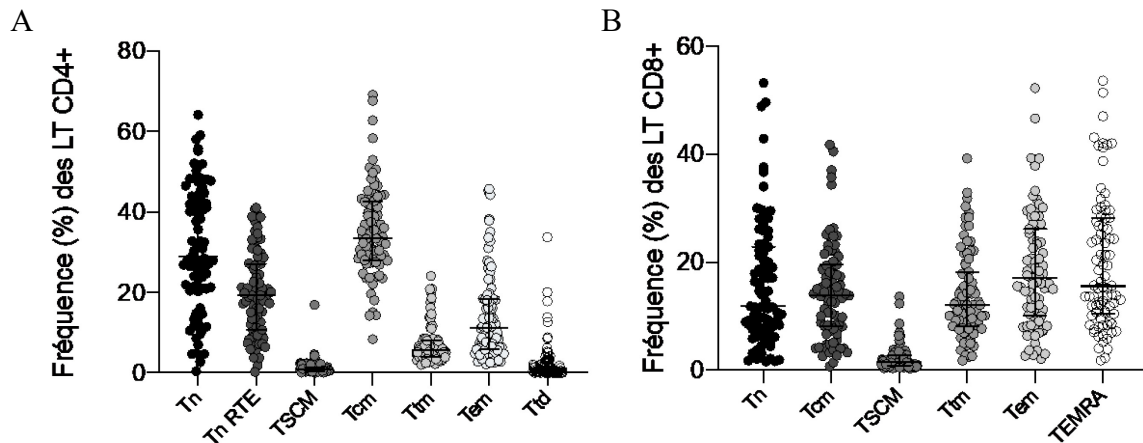 A
Fréquence (%) des LT CD4+
80
60
40
20
0
Tn
Tn RTE
TSCM
Tcm
Ttm
Tem
Ttd
B
Fréquence (%) des LT CD8+
60
40
20
0
Tn
Tcm
TSCM
Ttm
Tem
TEMRA